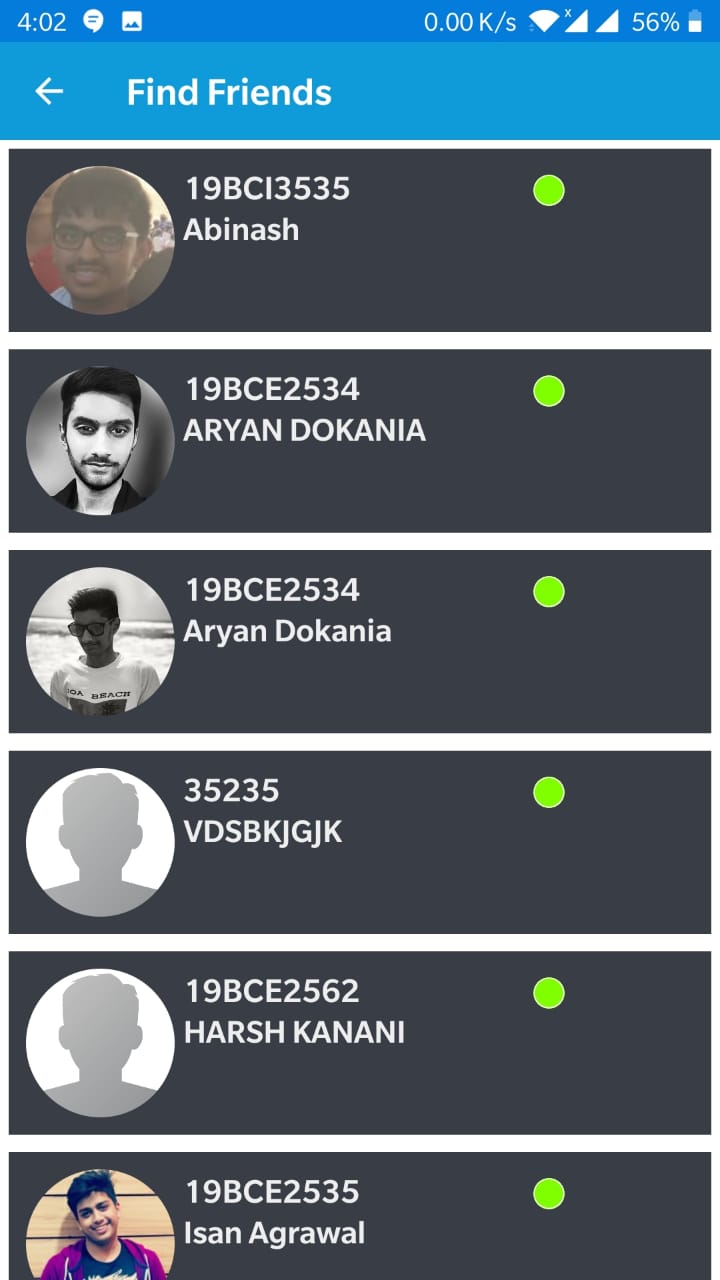 4:02 0.00 K/s x 56%
Find Friends
19BCI3535
Abinash
19BCE2534
ARYAN DOKANIA
19BCE2534
Aryan Dokania
GOA BEACH
35235
VDSBKJGJK
19BCE2562
HARSH KANANI
19BCE2535
Isan Agrawal